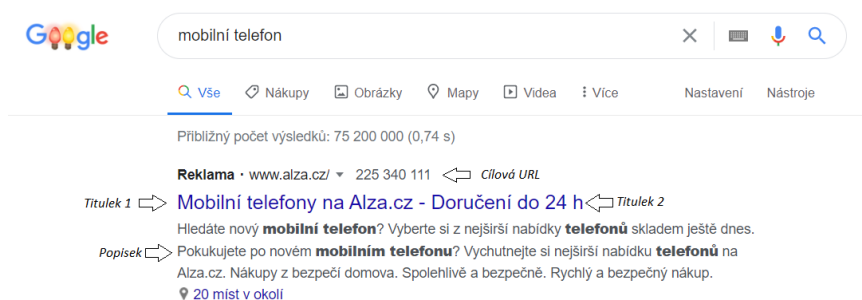 Google
mobilní telefon
Vše Nákupy Obrázky Mapy Videa Více Nastavení Nástroje
Přibližný počet výsledků: 75 200 000 (0,74 s)
Reklama · www.alza.cz/ 225 340 111 Cílová URL
Titulek 1 Mobilní telefony na Alza.cz - Doručení do 24 h Titulek 2
Hledáte nový mobilní telefon? Vyberte si z nejširší nabídky telefonů skladem ještě dnes.
Popisek Pokukujete po novém mobilním telefonu? Vychutnejte si nejširší nabídku telefonů na
Alza.cz. Nákupy z bezpečí domova. Spolehlivě a bezpečně. Rychlý a bezpečný nákup.
20 míst v okolí